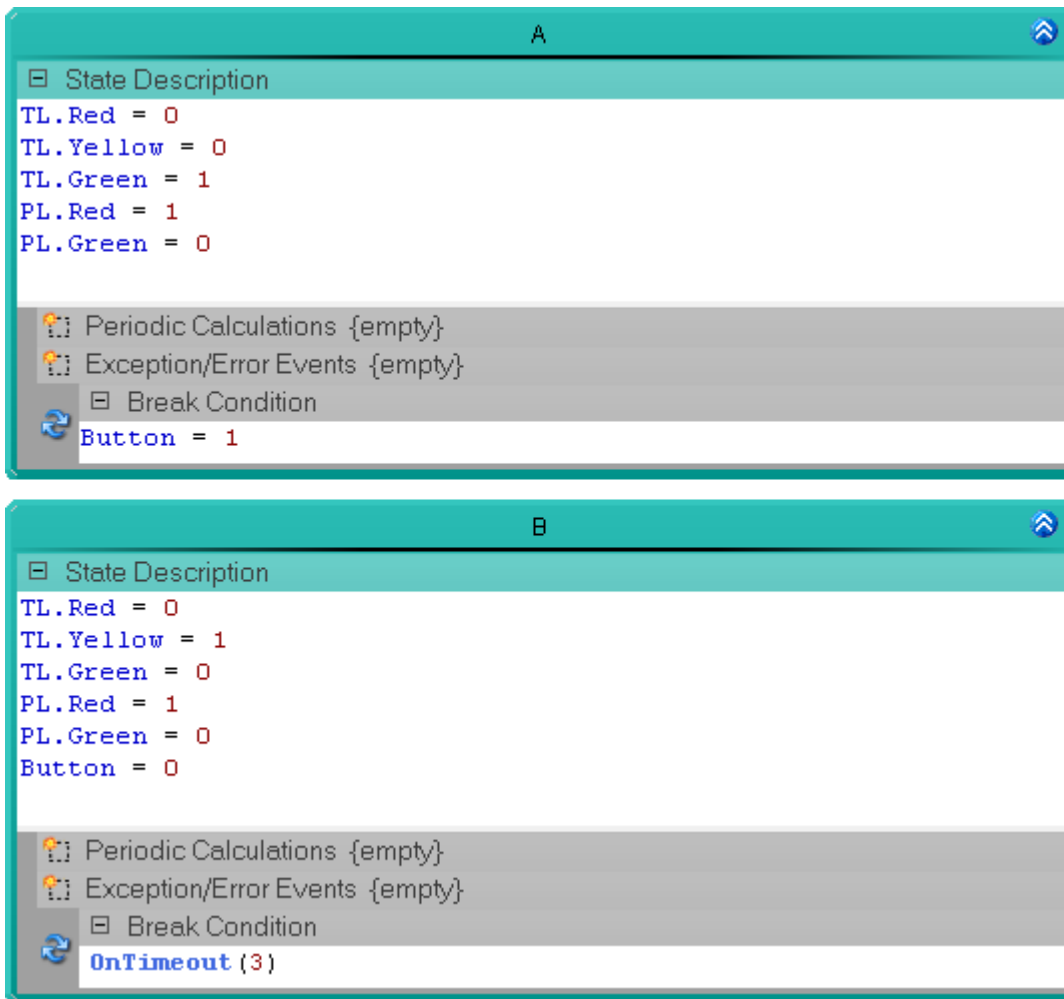 A
State Description
TL.Red = 0
TL.Yellow = 0
TL.Green = 1
PL.Red = 1
PL.Green = 0
Periodic Calculations {empty}
Exception/Error Events {empty}
Break Condition
Button = 1
B
State Description
TL.Red = 0
TL.Yellow = 1
TL.Green = 0
PL.Red = 1
PL.Green = 0
Button = 0
Periodic Calculations {empty}
Exception/Error Events {empty}
Break Condition
OnTimeout(3)